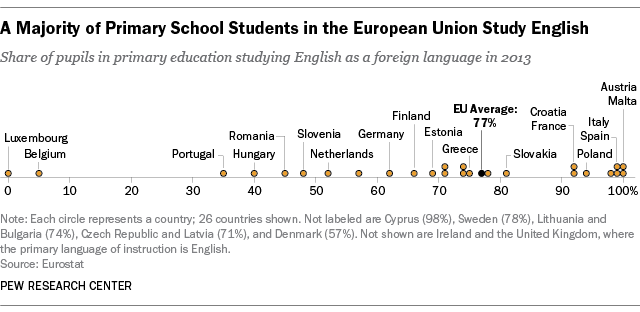 A Majority of Primary School Students in the European Union Study English
Share of pupils in primary education studying English as a foreign language in 2013
Austria
Malta
EU Average:
77%
Croatia
France
Finland
Italy
Spain
Luxembourg
Romania
Slovenia
Germany
Estonia
Belgium
Portugal
Hungary
Netherlands
Greece
Slovakia
Poland
0 10 20 30 40 50 60 70 80 90 100%
Note: Each circle represents a country; 26 countries shown. Not labeled are Cyprus (98%), Sweden (78%), Lithuania and
Bulgaria (74%), Czech Republic and Latvia (71%), and Denmark (57%). Not shown are Ireland and the United Kingdom, where
the primary language of instruction is English.
Source: Eurostat
PEW RESEARCH CENTER